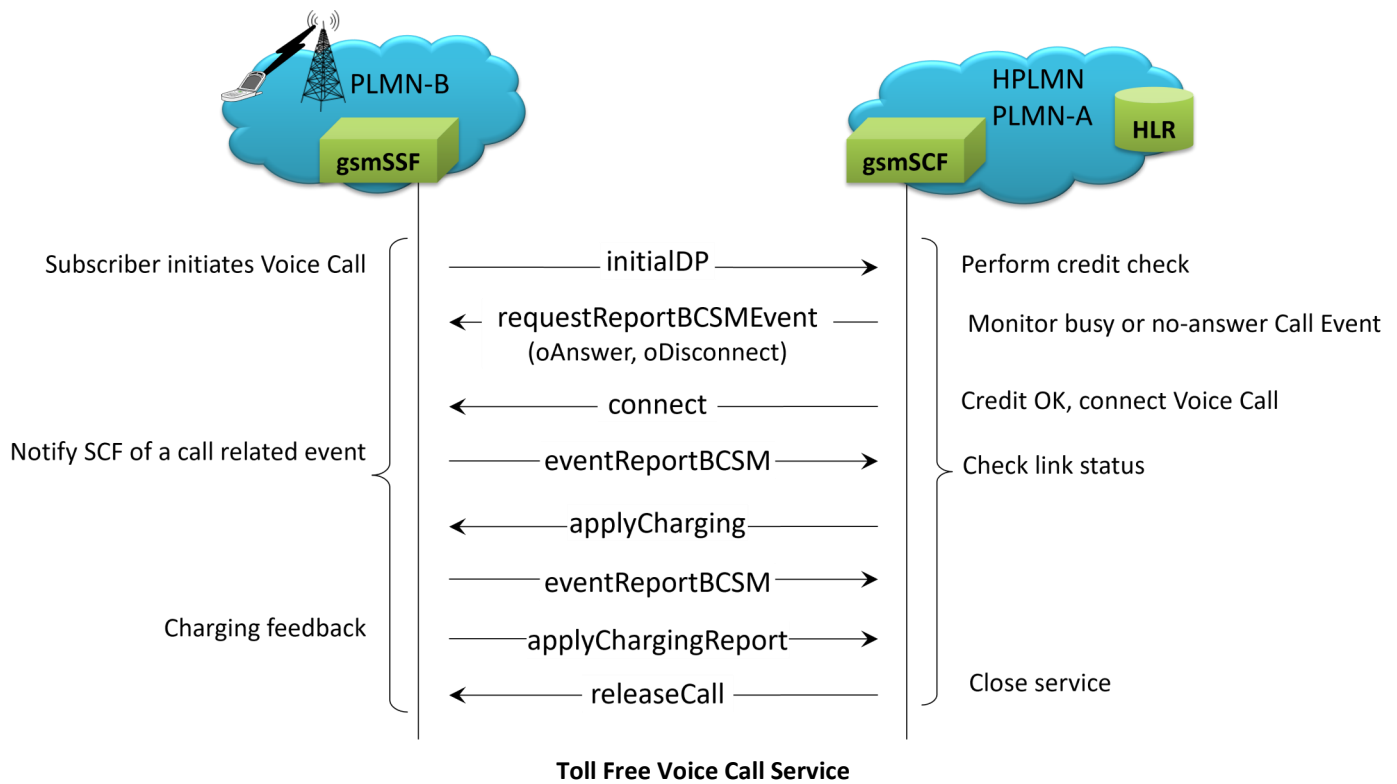 PLMN-B
gsmSSF
HPLMN
PLMN-A
HLR
gsmSCF
Subscriber initiates Voice Call
initialDP
Perform credit check
requestReportBCSMEvent
(oAnswer, oDisconnect)
Monitor busy or no-answer Call Event
connect
Credit OK, connect Voice Call
Notify SCF of a call related event
eventReportBCSM
Check link status
applyCharging
eventReportBCSM
Charging feedback
applyChargingReport
releaseCall
Close service
Toll Free Voice Call Service